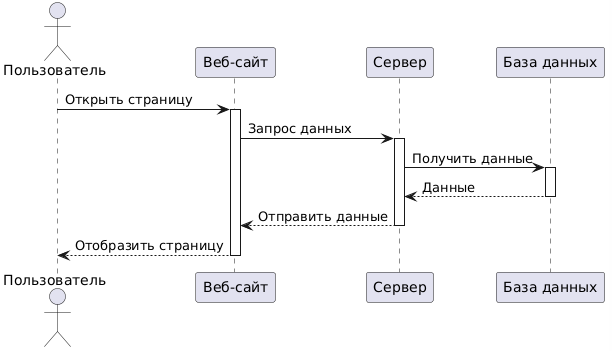 Пользователь
Веб-сайт
Сервер
База данных
Открыть страницу
Запрос данных
Получить данные
Данные
Отправить данные
Отобразить страницу
Пользователь
Веб-сайт
Сервер
База данных